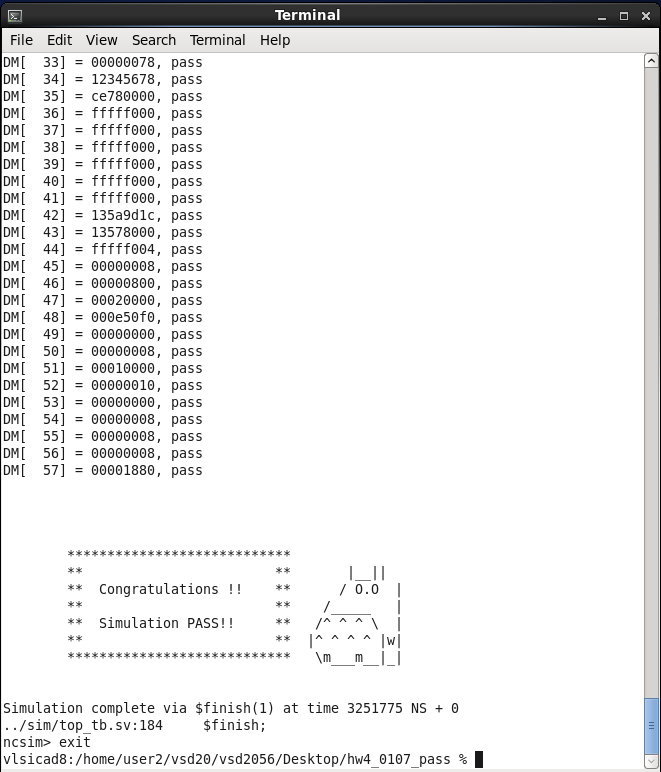 Terminal
File Edit View Search Terminal Help
DM[  33] = 00000078, pass
DM[  34] = 12345678, pass
DM[  35] = ce780000, pass
DM[  36] = fffff000, pass
DM[  37] = fffff000, pass
DM[  38] = fffff000, pass
DM[  39] = fffff000, pass
DM[  40] = fffff000, pass
DM[  41] = fffff000, pass
DM[  42] = 135a9d1c, pass
DM[  43] = 13578000, pass
DM[  44] = fffff004, pass
DM[  45] = 00000008, pass
DM[  46] = 00000800, pass
DM[  47] = 00020000, pass
DM[  48] = 000e50f0, pass
DM[  49] = 00000000, pass
DM[  50] = 00000008, pass
DM[  51] = 00010000, pass
DM[  52] = 00000010, pass
DM[  53] = 00000000, pass
DM[  54] = 00000008, pass
DM[  55] = 00000008, pass
DM[  56] = 00000008, pass
DM[  57] = 00001880, pass
        ****************************
        **                        **       |__||
        **  Congratulations !!    **      / O.O  |
        **                        **    /_____   |
        **  Simulation PASS!!     **   /^ ^ ^ \  |
        **                        **  |^ ^ ^ ^ |w|
        ****************************   \m___m__|_|
Simulation complete via $finish(1) at time 3251775 NS + 0
../sim/top_tb.sv:184     $finish;
ncsim> exit
vlsicad8:/home/user2/vsd20/vsd2056/Desktop/hw4_0107_pass %